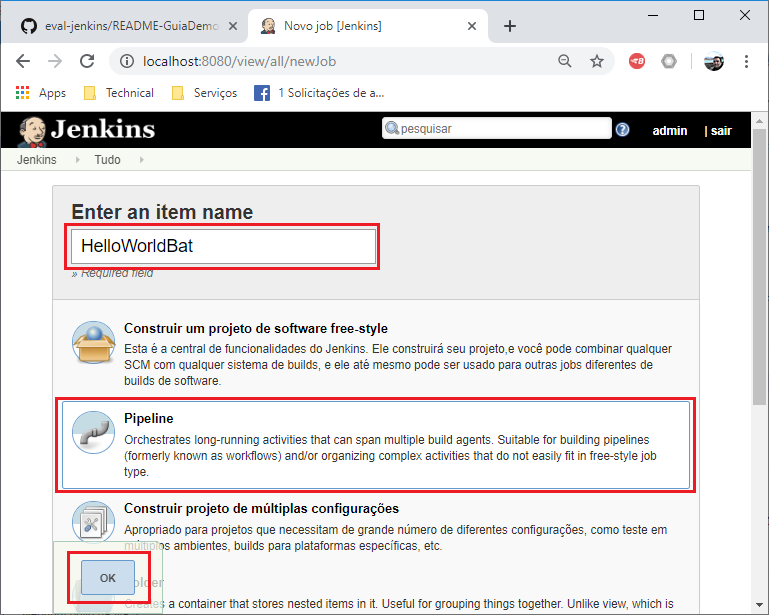 eval-jenkins/README-GuiaDemo
Novo job [Jenkins]
localhost:8080/view/all/newJob
Apps
Technical
Serviços
1 Solicitações de a...
Jenkins
pesquisar
admin
| sair
Jenkins
Tudo
Enter an item name
HelloWorldBat
» Required field
Construir um projeto de software free-style
Esta é a central de funcionalidades do Jenkins. Ele construirá seu projeto,e você pode combinar qualquer
SCM com qualquer sistema de builds, e ele até mesmo pode ser usado para outras jobs diferentes de
builds de software.
Pipeline
Orchestrates long-running activities that can span multiple build agents. Suitable for building pipelines
(formerly known as workflows) and/or organizing complex activities that do not easily fit in free-style job
type.
Construir projeto de múltiplas configurações
Apropriado para projetos que necessitam de grande número de diferentes configurações, como teste em
múltiplos ambientes, builds para plataformas específicas, etc.
OK
Folder
Creates a container that stores nested items in it. Useful for grouping things together. Unlike view, which is